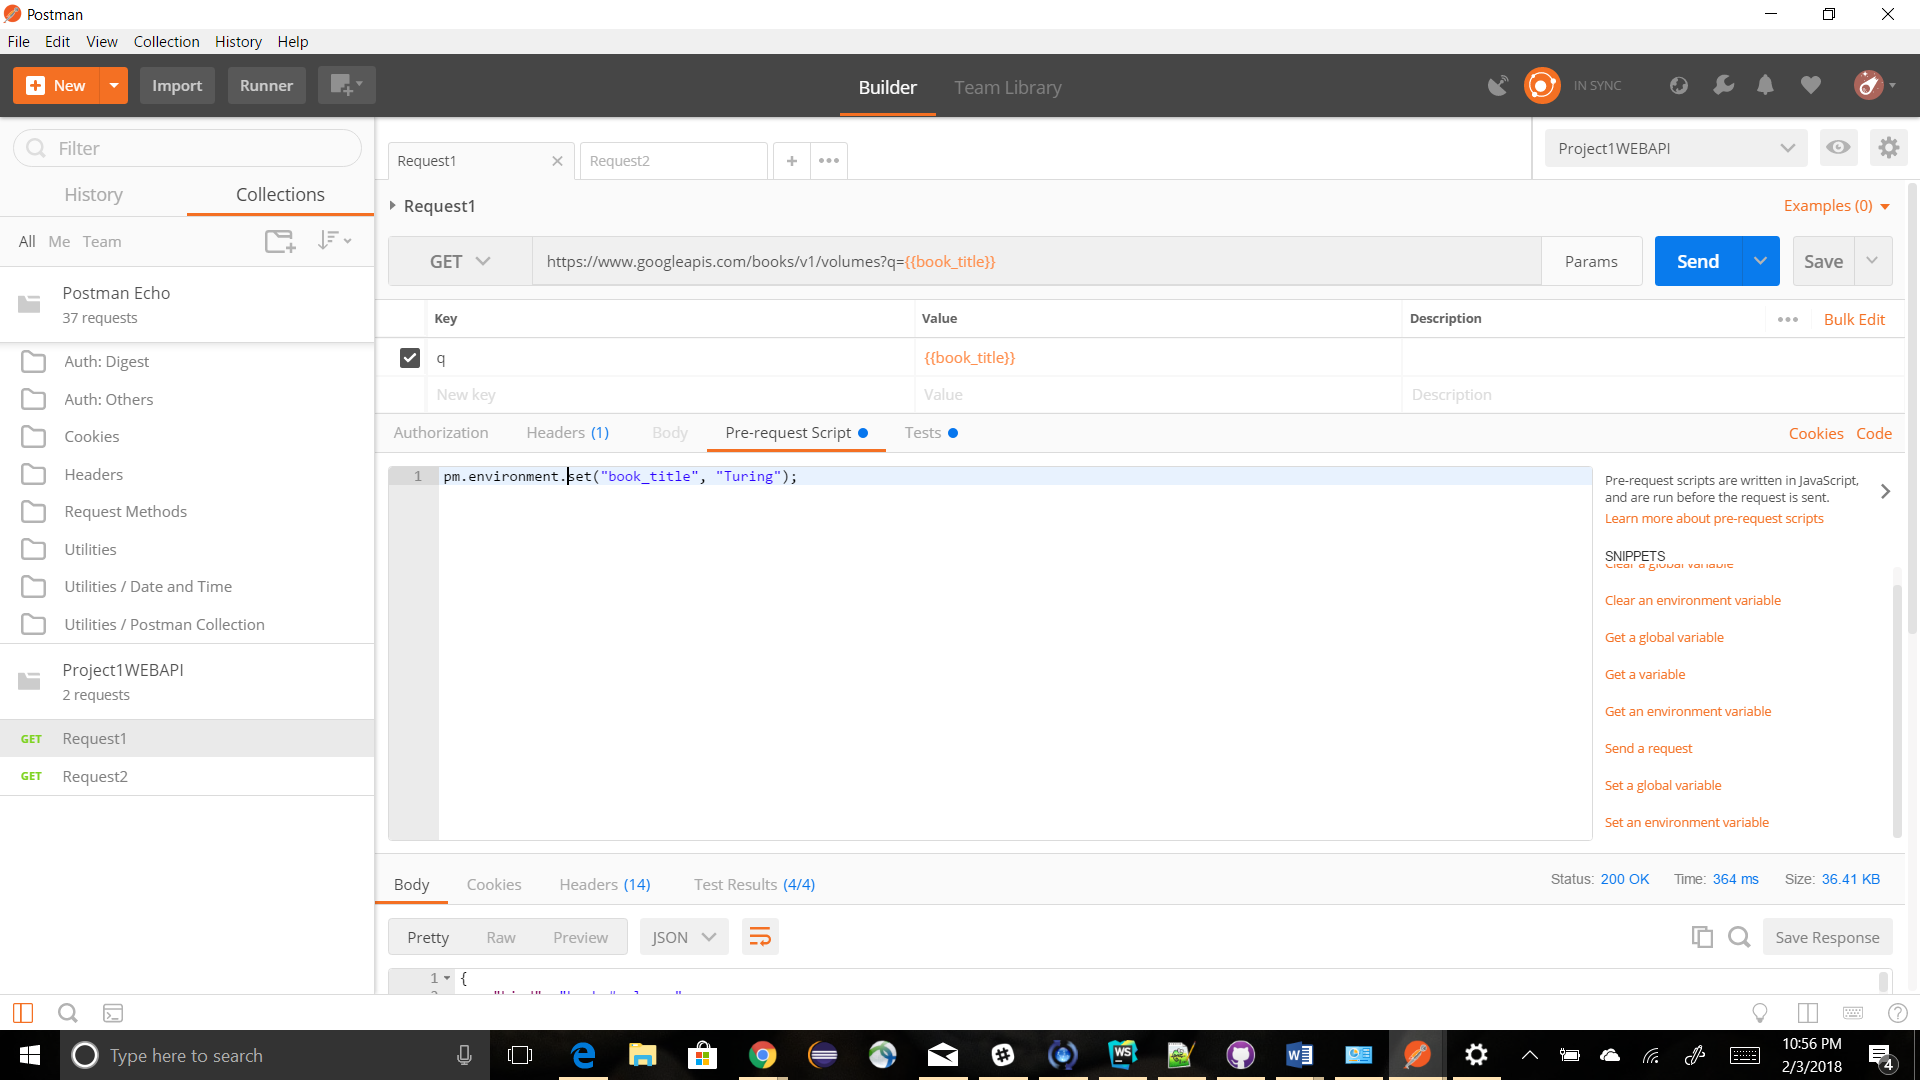 Postman
File Edit View Collection History Help
New Import Runner Builder Team Library IN SYNC
Filter
History Collections
All Me Team
Postman Echo
37 requests
Auth: Digest
Auth: Others
Cookies
Headers
Request Methods
Utilities
Utilities / Date and Time
Utilities / Postman Collection
Project1WEBAPI
2 requests
GET Request1
GET Request2
Request1 Request2 + Project1WEBAPI
Request1 Examples (0)
GET https://www.googleapis.com/books/v1/volumes?q={{book_title}} Params Send Save
Key Value Description Bulk Edit
q {{book_title}}
New key Value Description
Authorization Headers (1) Body Pre-request Script Tests Cookies Code
1 pm.environment.set("book_title", "Turing");
Pre-request scripts are written in JavaScript,
and are run before the request is sent.
Learn more about pre-request scripts
SNIPPETS
Clear a global variable
Clear an environment variable
Get a global variable
Get a variable
Get an environment variable
Send a request
Set a global variable
Set an environment variable
Body Cookies Headers (14) Test Results (4/4) Status: 200 OK Time: 364 ms Size: 36.41 KB
Pretty Raw Preview JSON Save Response
1 {
Type here to search WS W 10:56 PM
2/3/2018
4